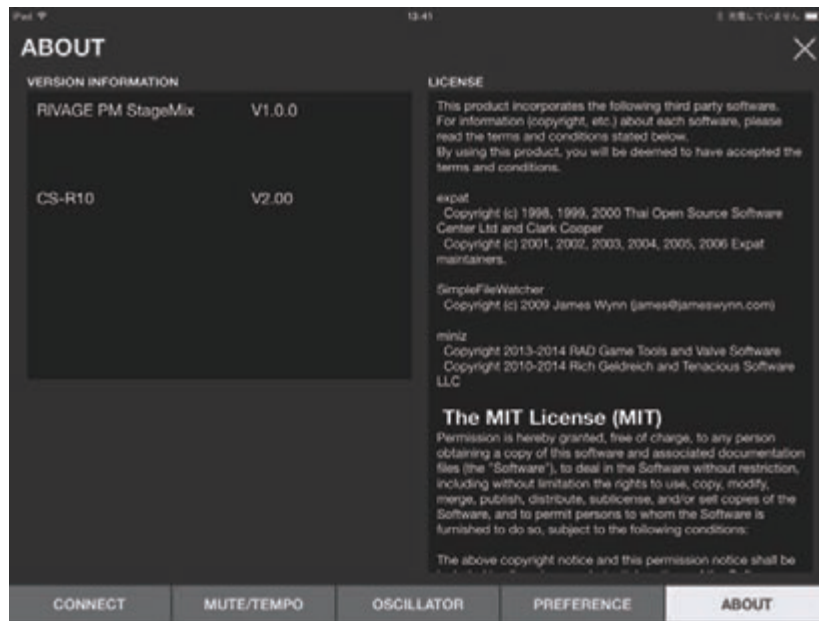 iPad
12:41
充電していません
ABOUT
VERSION INFORMATION
RIVAGE PM StageMix V1.0.0
CS-R10 V2.00
LICENSE
This product incorporates the following third party software.
For information (copyright, etc.) about each software, please
read the terms and conditions stated below.
By using this product, you will be deemed to have accepted the
terms and conditions.
expat
Copyright (c) 1998, 1999, 2000 Thai Open Source Software
Center Ltd and Clark Cooper
Copyright (c) 2001, 2002, 2003, 2004, 2005, 2006 Expat
maintainers.
SimpleFileWatcher
Copyright (c) 2009 James Wynn (james@jameswynn.com)
miniz
Copyright 2013-2014 RAD Game Tools and Valve Software
Copyright 2010-2014 Rich Geldreich and Tenacious Software
LLC
The MIT License (MIT)
Permission is hereby granted, free of charge, to any person
obtaining a copy of this software and associated documentation
files (the "Software"), to deal in the Software without restriction,
including without limitation the rights to use, copy, modify,
merge, publish, distribute, sublicense, and/or sell copies of the
Software, and to permit persons to whom the Software is
furnished to do so, subject to the following conditions:
The above copyright notice and this permission notice shall be
CONNECT
MUTE/TEMPO
OSCILLATOR
PREFERENCE
ABOUT